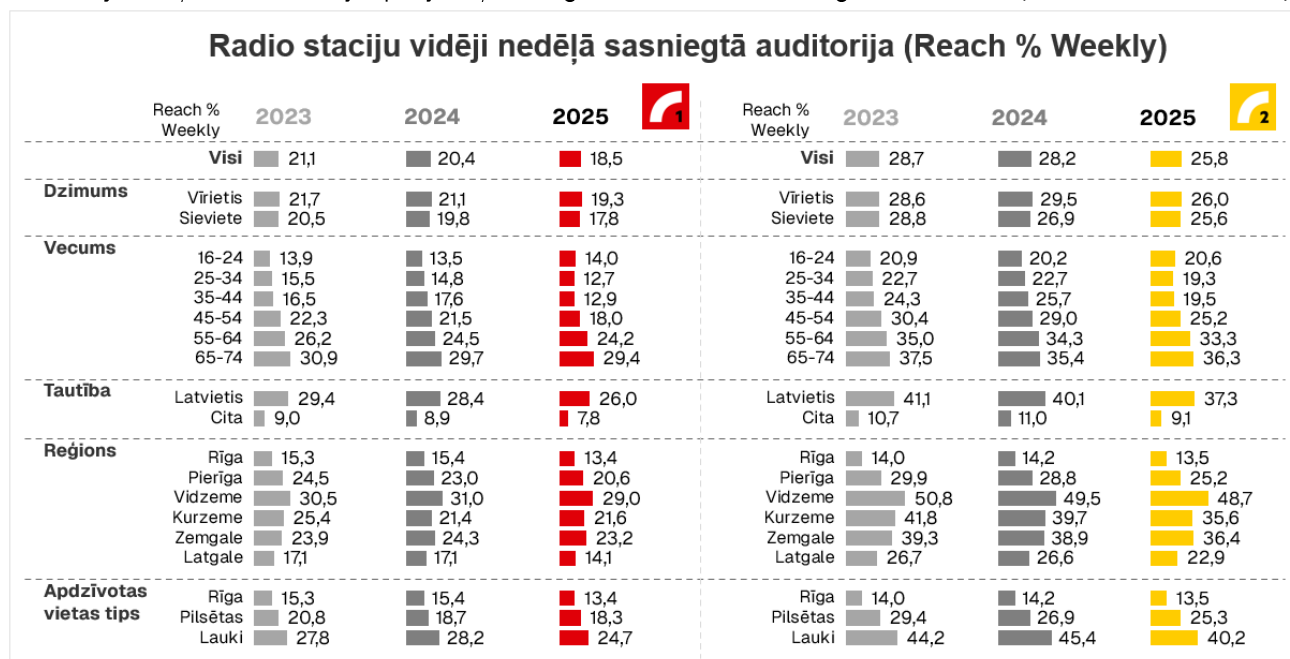 Radio staciju vidēji nedēļā sasniegtā auditorija (Reach % Weekly)
Reach % Weekly 2023 2024 2025 1 Reach % Weekly 2023 2024 2025 2
Visi 21,1 20,4 18,5 Visi 28,7 28,2 25,8
Dzimums
Vīrietis 21,7 21,1 19,3 Vīrietis 28,6 29,5 26,0
Sieviete 20,5 19,8 17,8 Sieviete 28,8 26,9 25,6
Vecums
16-24 13,9 13,5 14,0 16-24 20,9 20,2 20,6
25-34 15,5 14,8 12,7 25-34 22,7 22,7 19,3
35-44 16,5 17,6 12,9 35-44 24,3 25,7 19,5
45-54 22,3 21,5 18,0 45-54 30,4 29,0 25,2
55-64 26,2 24,5 24,2 55-64 35,0 34,3 33,3
65-74 30,9 29,7 29,4 65-74 37,5 35,4 36,3
Tautība
Latvietis 29,4 28,4 26,0 Latvietis 41,1 40,1 37,3
Cita 9,0 8,9 7,8 Cita 10,7 11,0 9,1
Reģions
Rīga 15,3 15,4 13,4 Rīga 14,0 14,2 13,5
Pierīga 24,5 23,0 20,6 Pierīga 29,9 28,8 25,2
Vidzeme 30,5 31,0 29,0 Vidzeme 50,8 49,5 48,7
Kurzeme 25,4 21,4 21,6 Kurzeme 41,8 39,7 35,6
Zemgale 23,9 24,3 23,2 Zemgale 39,3 38,9 36,4
Latgale 17,1 17,1 14,1 Latgale 26,7 26,6 22,9
Apdzīvotas vietas tips
Rīga 15,3 15,4 13,4 Rīga 14,0 14,2 13,5
Pilsētas 20,8 18,7 18,3 Pilsētas 29,4 26,9 25,3
Lauki 27,8 28,2 24,7 Lauki 44,2 45,4 40,2